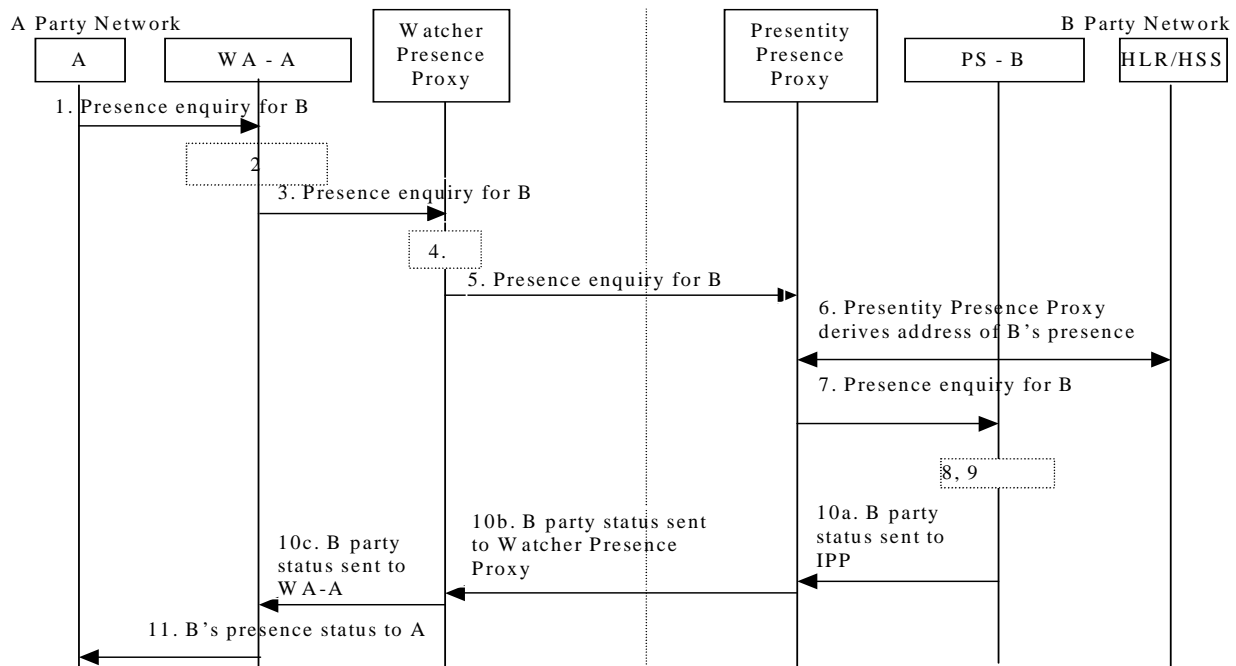 A Party Network
B Party Network
A
WA - A
Watcher
Presence
Proxy
Presentity
Presence
Proxy
PS - B
HLR/HSS
1. Presence enquiry for B
2
3. Presence enquiry for B
4.
5. Presence enquiry for B
6. Presentity Presence Proxy
derives address of B’s presence
7. Presence enquiry for B
8, 9
10a. B party
status sent to
IPP
10b. B party status sent
to Watcher Presence
Proxy
10c. B party
status sent to
WA-A
11. B’s presence status to A